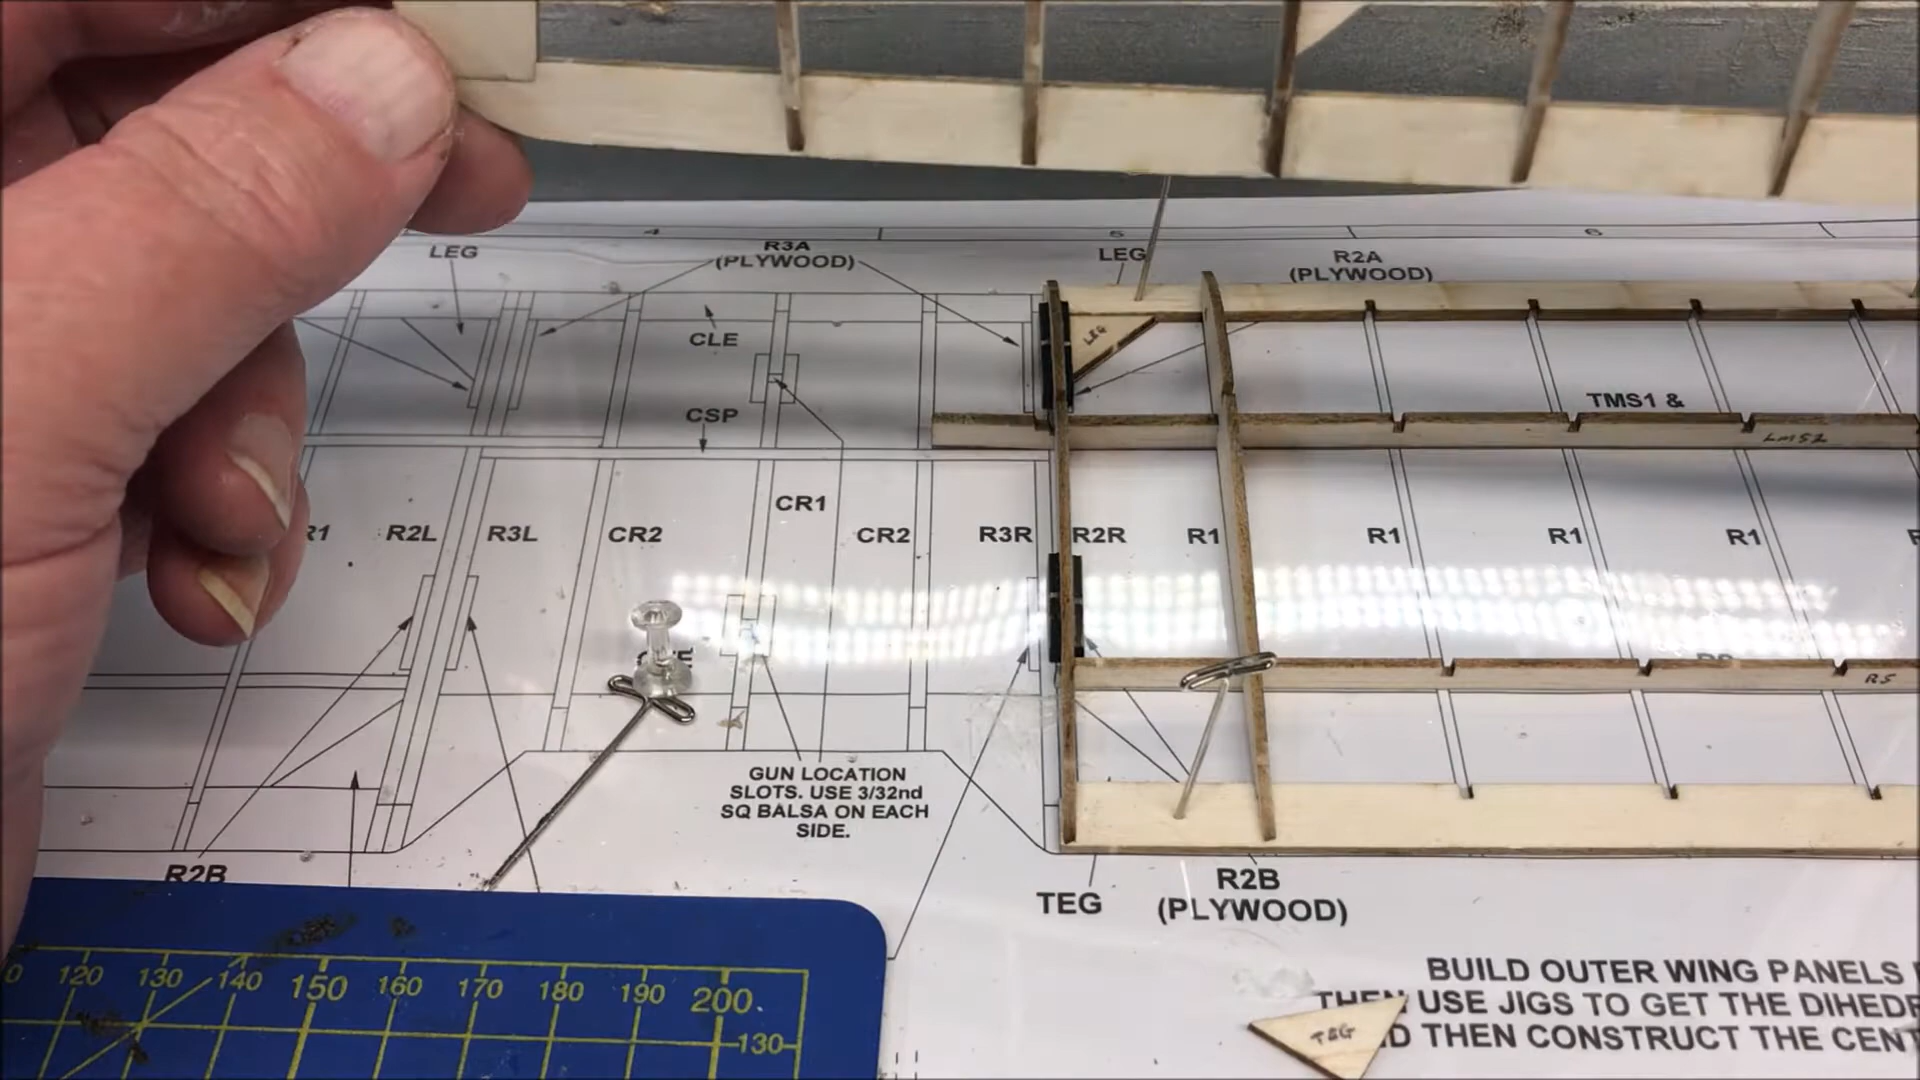 4 5 6
LEG
R3A
(PLYWOOD)
LEG
R2A
(PLYWOOD)
LEG
CLE
TMS1 &
CSP
LMS2
CR1
R1 R2L R3L CR2 CR2 R3R R2R R1 R1 R1 R1
RS
GUN LOCATION
SLOTS. USE 3/32nd
SQ BALSA ON EACH
SIDE.
R2B
TEG
R2B
(PLYWOOD)
120 130 140 150 160 170 180 190 200
130
BUILD OUTER WING PANELS
THEN USE JIGS TO GET THE DIHEDR
TEG
D THEN CONSTRUCT THE CENT